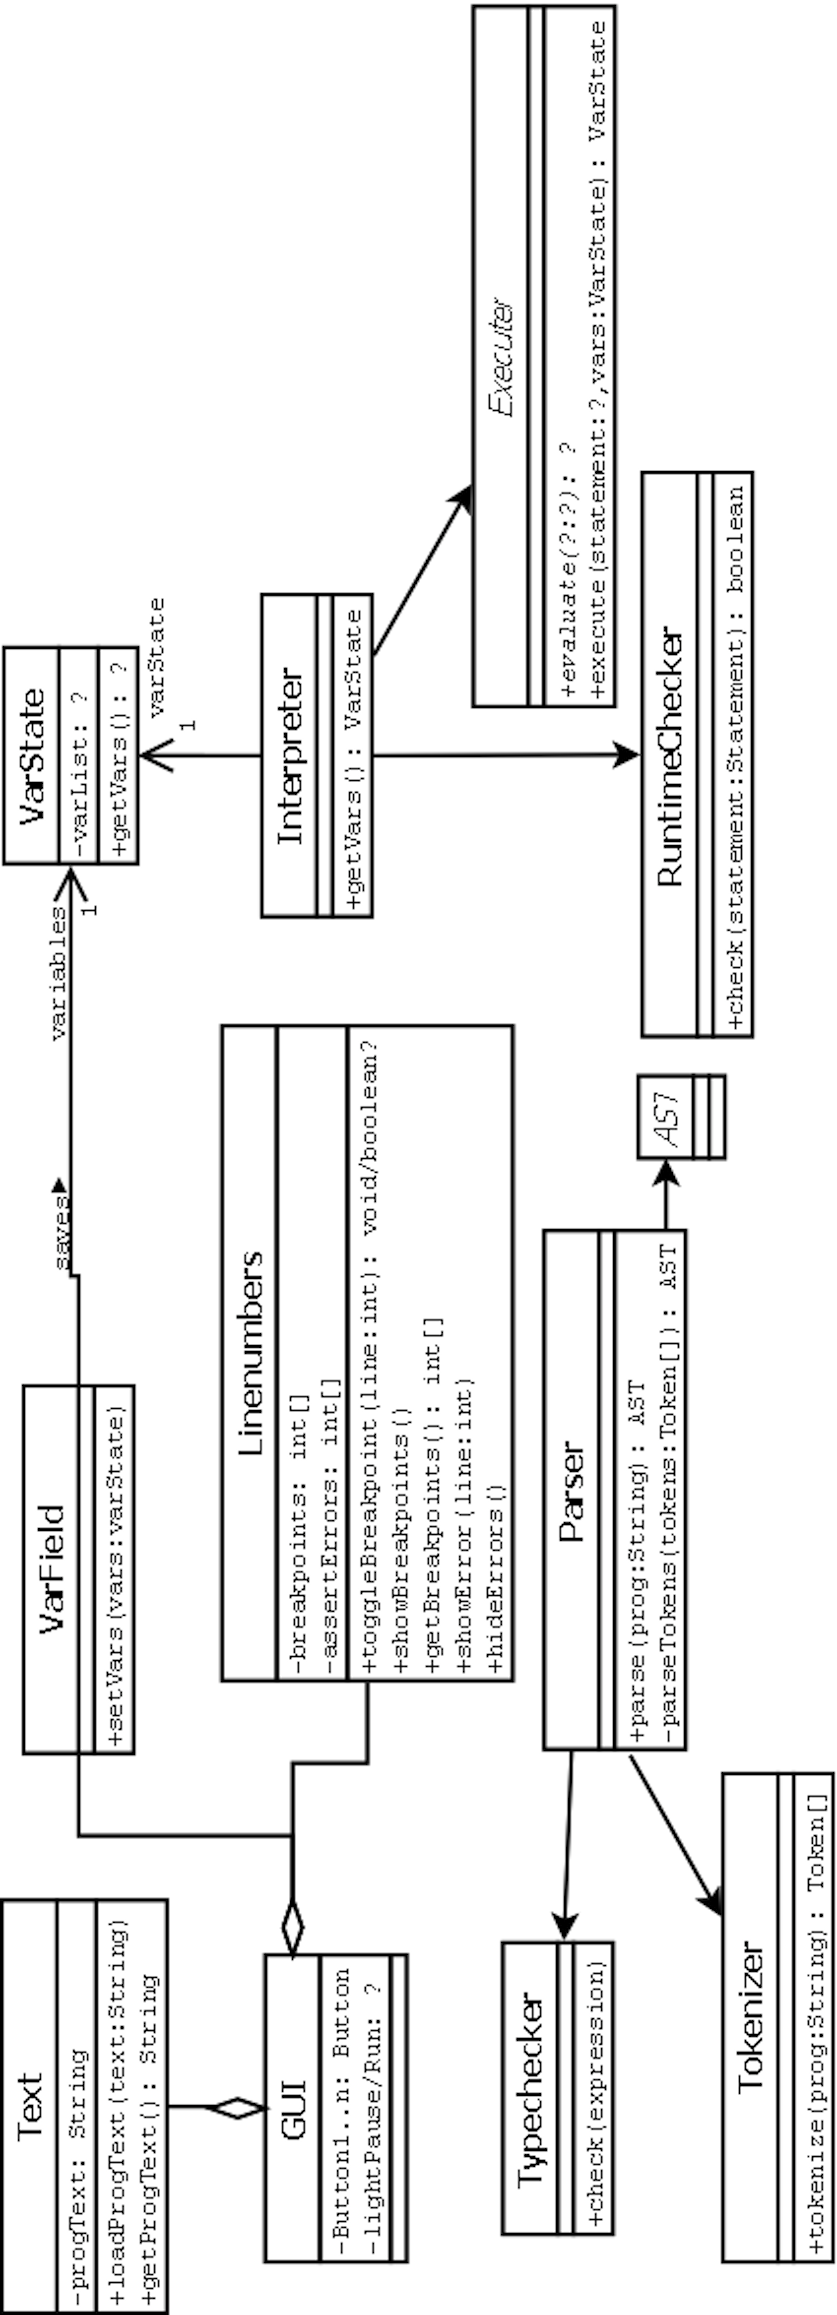 Text
-progText: String
+loadProgText(text:String)
+getProgText(): String
VarField
+setVars(vars:varState)
saves▶
variables
1
VarState
-varList: ?
+getVars(): ?
varState
1
GUI
-Button1..n: Button
-lightPause/Run: ?
Linenumbers
-breakpoints: int[]
-assertErrors: int[]
+toggleBreakpoint(line:int): void/boolean?
+showBreakpoints()
+getBreakpoints(): int[]
+showError(line:int)
+hideErrors()
Interpreter
+getVars(): VarState
Executer
+evaluate(?:?): ?
+execute(statement:?,vars:VarState): VarState
Typechecker
+check(expression)
Parser
+parse(prog:String): AST
-parseTokens(tokens:Token[]): AST
AST
RuntimeChecker
+check(statement:Statement): boolean
Tokenizer
+tokenize(prog:String): Token[]